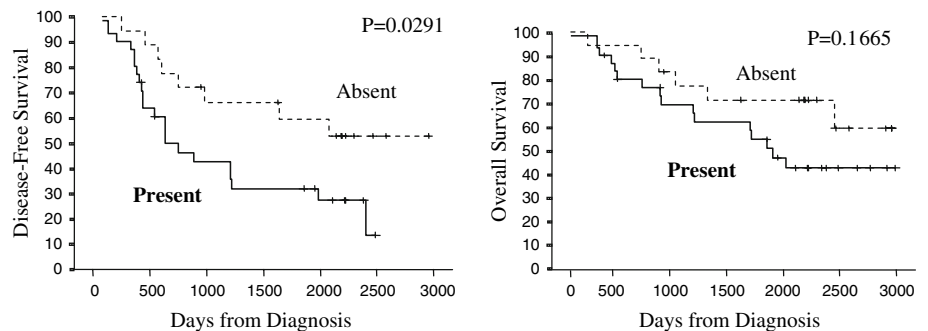 Disease-Free Survival
100
90
80
70
60
50
40
30
20
10
0
P=0.0291
Absent
Present
0 500 1000 1500 2000 2500 3000
Days from Diagnosis
Overall Survival
100
90
80
70
60
50
40
30
20
10
0
P=0.1665
Absent
Present
0 500 1000 1500 2000 2500 3000
Days from Diagnosis